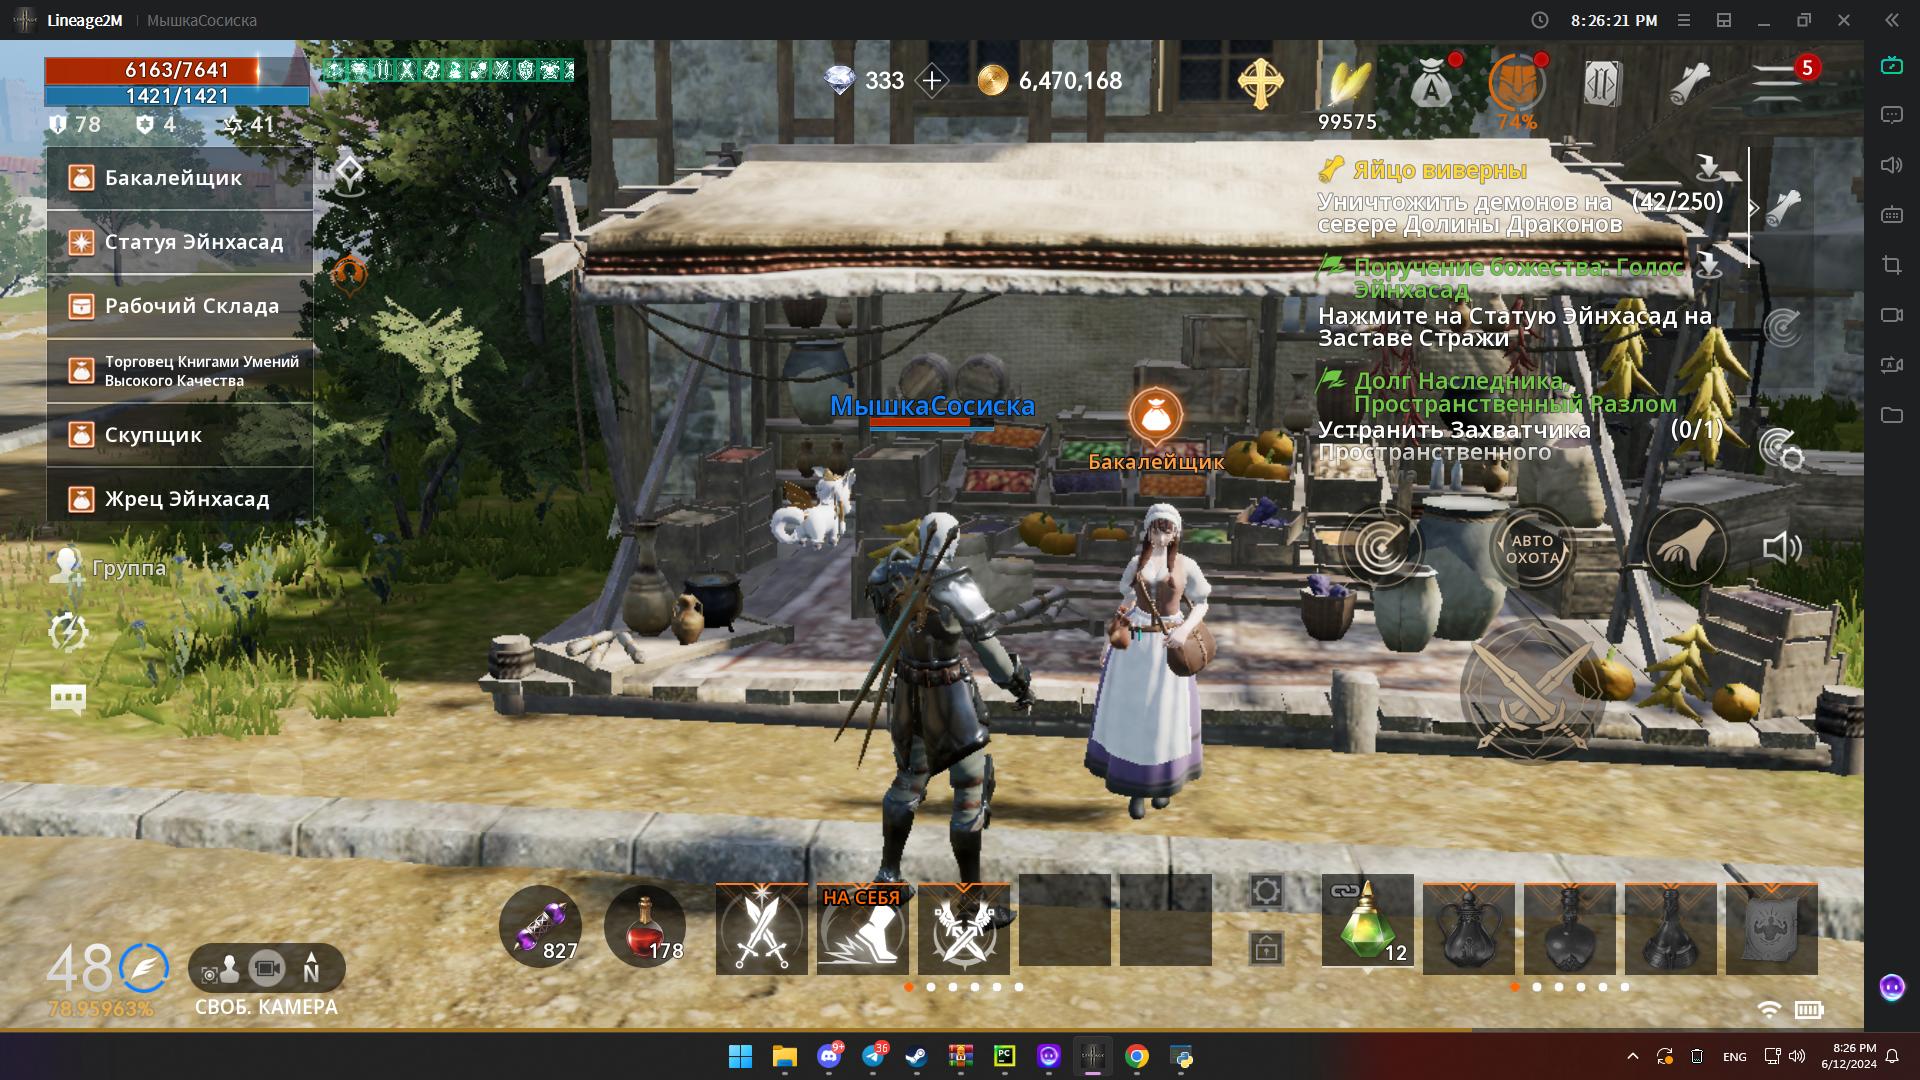 Lineage2M
МышкаСосиска
8:26:21 PM
6163/7641
1421/1421
78
4
41
333
6,470,168
99575
A
74%
5
Бакалейщик
Статуя Эйнхасад
Рабочий Склада
Торговец Книгами Умений
Высокого Качества
Скупщик
Жрец Эйнхасад
Группа
Яйцо виверны
Уничтожить демонов на (42/250)
севере Долины Драконов
Поручение божества: Голос
Эйнхасад
Нажмите на Статую Эйнхасад на
Заставе Стражи
Долг Наследника,
Пространственный Разлом
Устранить Захватчика (0/1)
Пространственного
МышкаСосиска
Бакалейщик
АВТО
ОХОТА
827
178
НА СЕБЯ
12
48
78.95963%
N
СВОБ. КАМЕРА
9+
36
PC
ENG
8:26 PM
6/12/2024